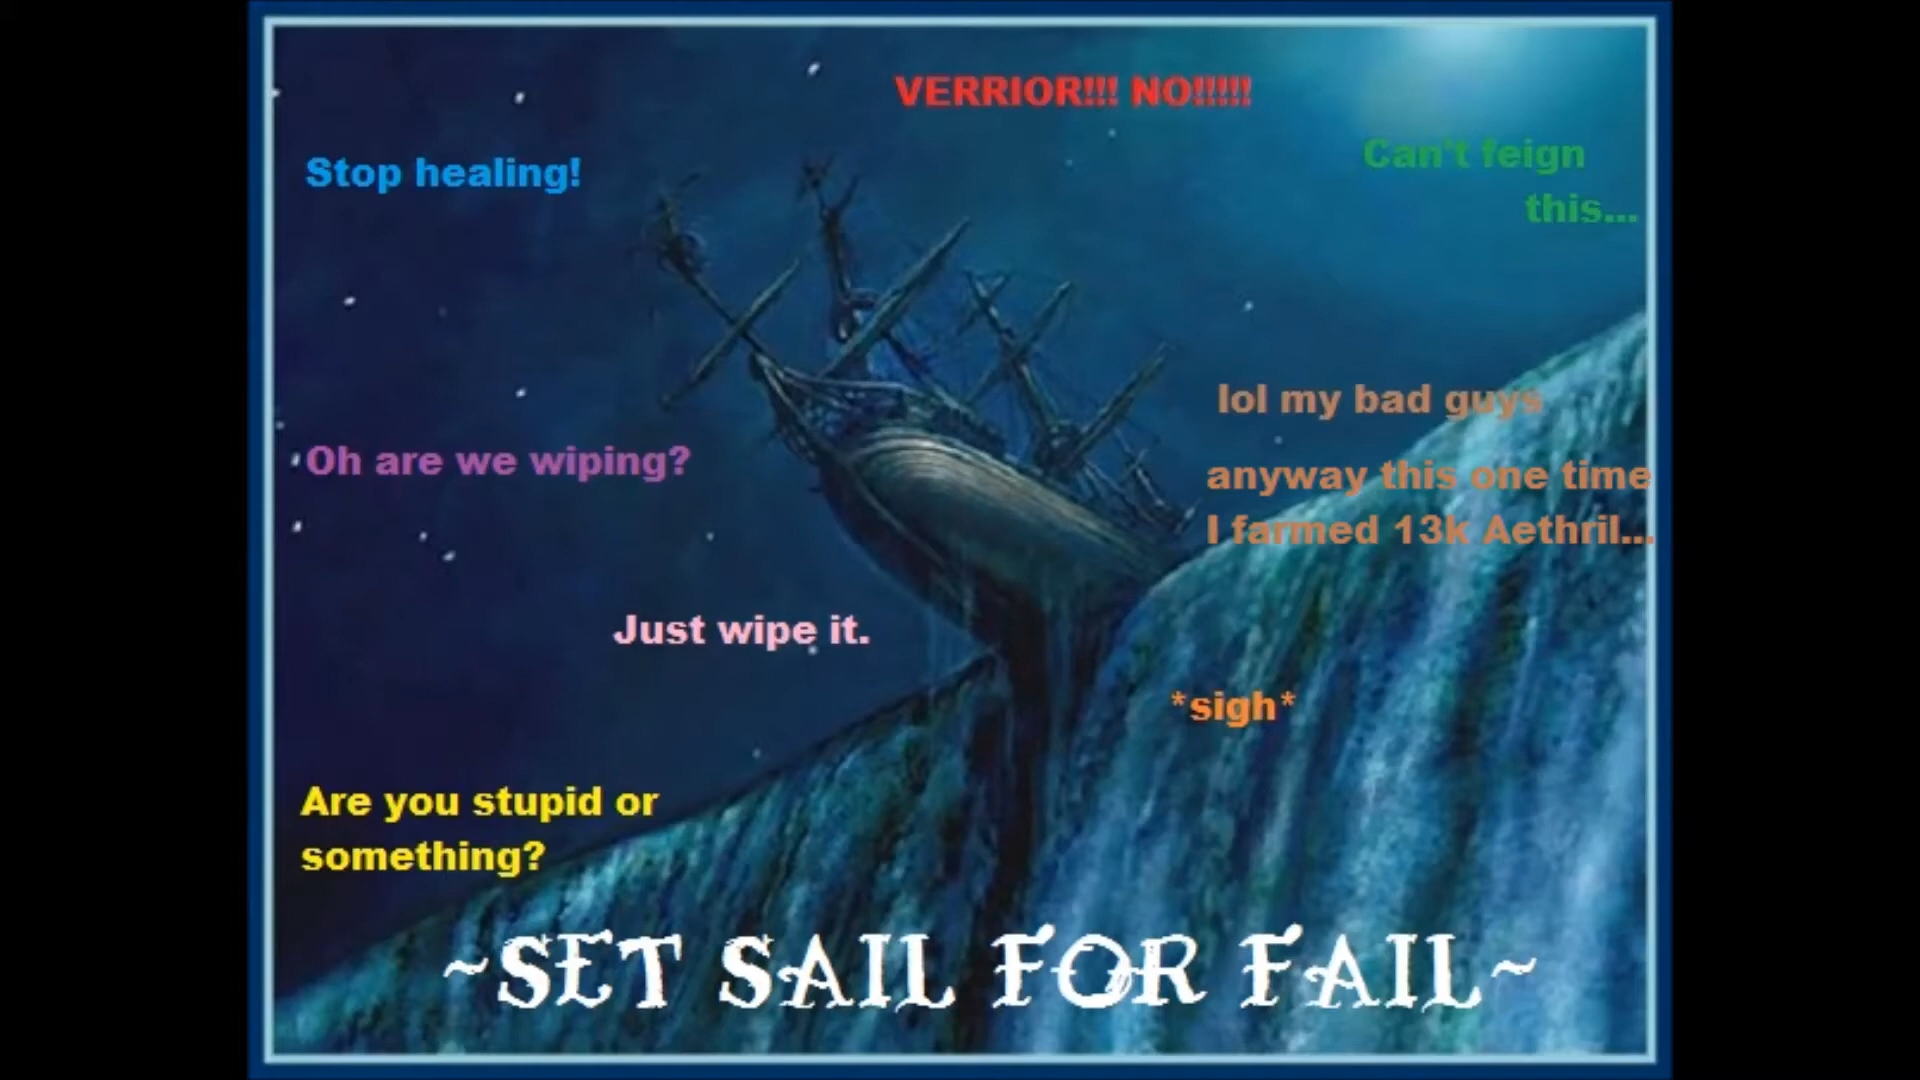 VERRIOR!!! NO!!!!!
Stop healing!
Can't feign
this...
lol my bad guys
Oh are we wiping?
anyway this one time
I farmed 13k Aethril...
Just wipe it.
*sigh*
Are you stupid or
something?
~SET SAIL FOR FAIL~